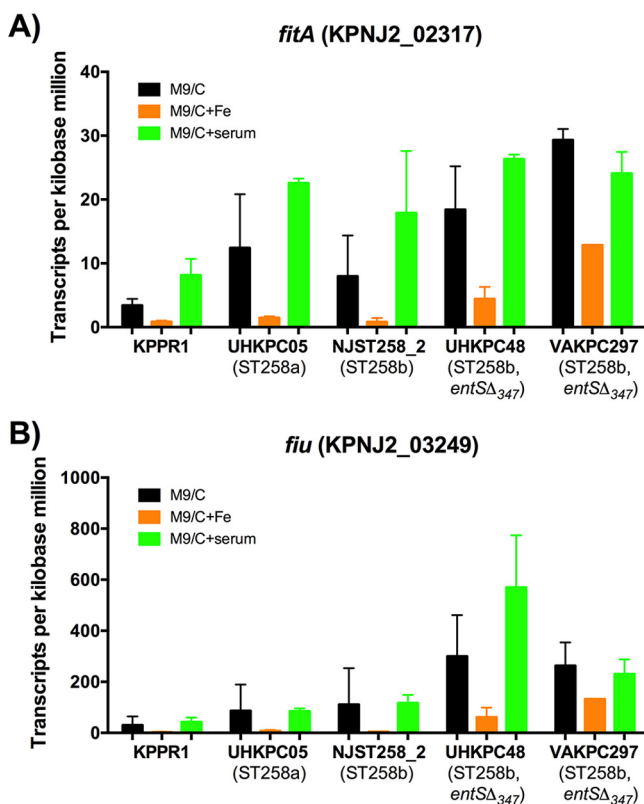 A)
fitA (KPNJ2_02317)
Transcripts per kilobase million
40
30
20
10
0
M9/C
M9/C+Fe
M9/C+serum
KPPR1 UHKPC05 NJST258_2 UHKPC48 VAKPC297
(ST258a) (ST258b) (ST258b, (ST258b,
entSΔ347) entSΔ347)
B)
fiu (KPNJ2_03249)
Transcripts per kilobase million
1000
800
600
400
200
0
M9/C
M9/C+Fe
M9/C+serum
KPPR1 UHKPC05 NJST258_2 UHKPC48 VAKPC297
(ST258a) (ST258b) (ST258b, (ST258b,
entSΔ347) entSΔ347)